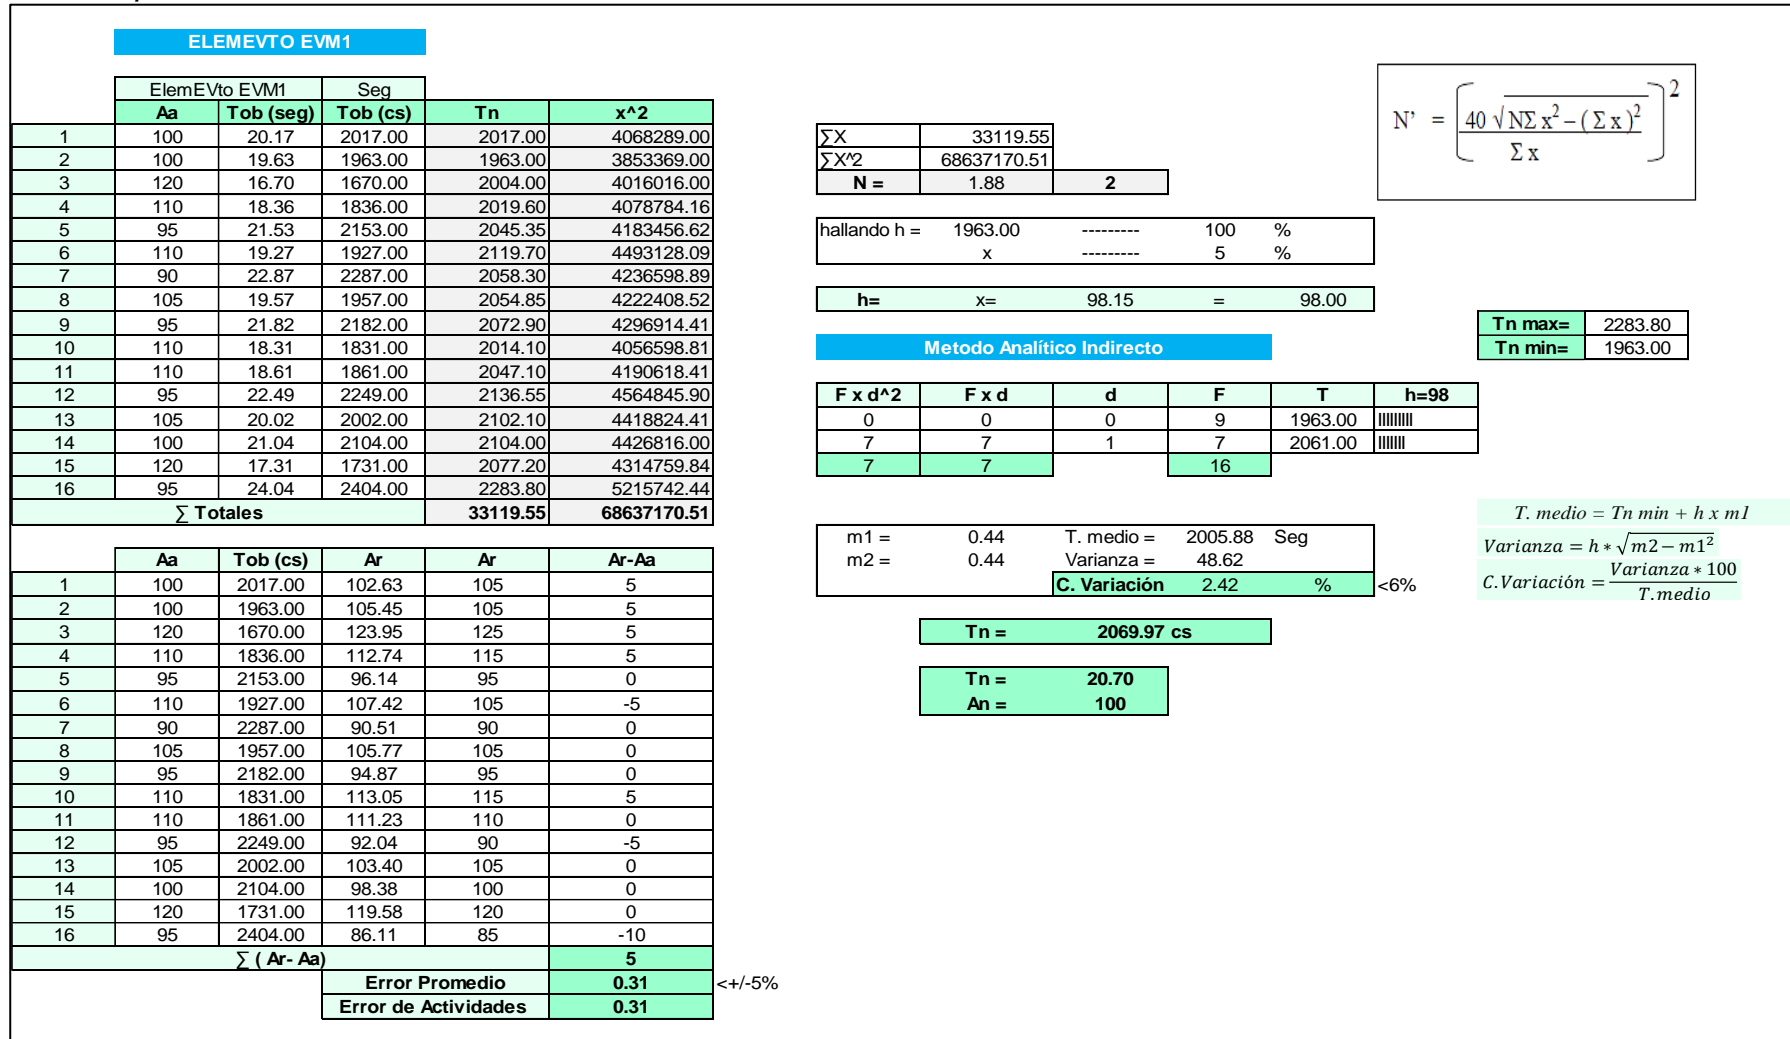 ELEMEVTO EVM1
ElemEVto EVM1 Seg
Aa Tob (seg) Tob (cs) Tn x^2
1 100 20.17 2017.00 2017.00 4068289.00
2 100 19.63 1963.00 1963.00 3853369.00
3 120 16.70 1670.00 2004.00 4016016.00
4 110 18.36 1836.00 2019.60 4078784.16
5 95 21.53 2153.00 2045.35 4183456.62
6 110 19.27 1927.00 2119.70 4493128.09
7 90 22.87 2287.00 2058.30 4236598.89
8 105 19.57 1957.00 2054.85 4222408.52
9 95 21.82 2182.00 2072.90 4296914.41
10 110 18.31 1831.00 2014.10 4056598.81
11 110 18.61 1861.00 2047.10 4190618.41
12 95 22.49 2249.00 2136.55 4564845.90
13 105 20.02 2002.00 2102.10 4418824.41
14 100 21.04 2104.00 2104.00 4426816.00
15 120 17.31 1731.00 2077.20 4314759.84
16 95 24.04 2404.00 2283.80 5215742.44
∑ Totales 33119.55 68637170.51
Aa Tob (cs) Ar Ar Ar-Aa
1 100 2017.00 102.63 105 5
2 100 1963.00 105.45 105 5
3 120 1670.00 123.95 125 5
4 110 1836.00 112.74 115 5
5 95 2153.00 96.14 95 0
6 110 1927.00 107.42 105 -5
7 90 2287.00 90.51 90 0
8 105 1957.00 105.77 105 0
9 95 2182.00 94.87 95 0
10 110 1831.00 113.05 115 5
11 110 1861.00 111.23 110 0
12 95 2249.00 92.04 90 -5
13 105 2002.00 103.40 105 0
14 100 2104.00 98.38 100 0
15 120 1731.00 119.58 120 0
16 95 2404.00 86.11 85 -10
∑ ( Ar- Aa) 5
Error Promedio 0.31 <+/-5%
Error de Actividades 0.31
∑X 33119.55
∑X^2 68637170.51
N = 1.88 2
hallando h = 1963.00 --------- 100 %
x --------- 5 %
h= x= 98.15 = 98.00
Metodo Analítico Indirecto
F x d^2 F x d d F T h=98
0 0 0 9 1963.00 IIIIIIIII
7 7 1 7 2061.00 IIIIIII
7 7 16
m1 = 0.44 T. medio = 2005.88 Seg
m2 = 0.44 Varianza = 48.62
C. Variación 2.42 % <6%
Tn = 2069.97 cs
Tn = 20.70
An = 100
N' = [40 √(NΣ x² – (Σ x)²) / Σ x]²
Tn max= 2283.80
Tn min= 1963.00
T. medio = Tn min + h x m1
Varianza = h ∗ √(m2 − m1²)
C.Variación = Varianza ∗ 100 / T.medio